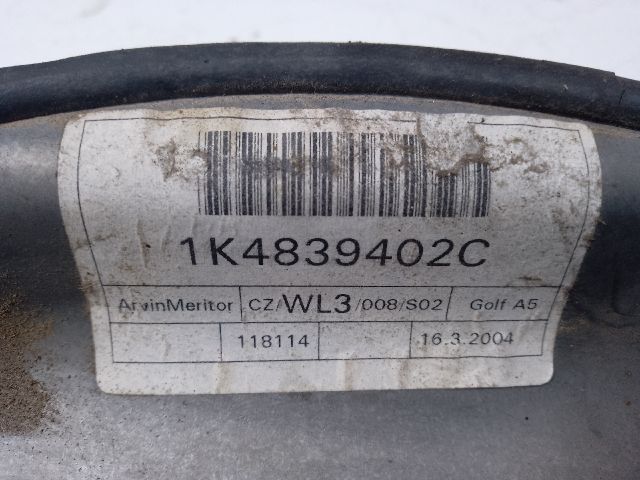 1K4839402C
ArvinMeritor CZ/WL3/008/S02 Golf A5
118114 16.3.2004